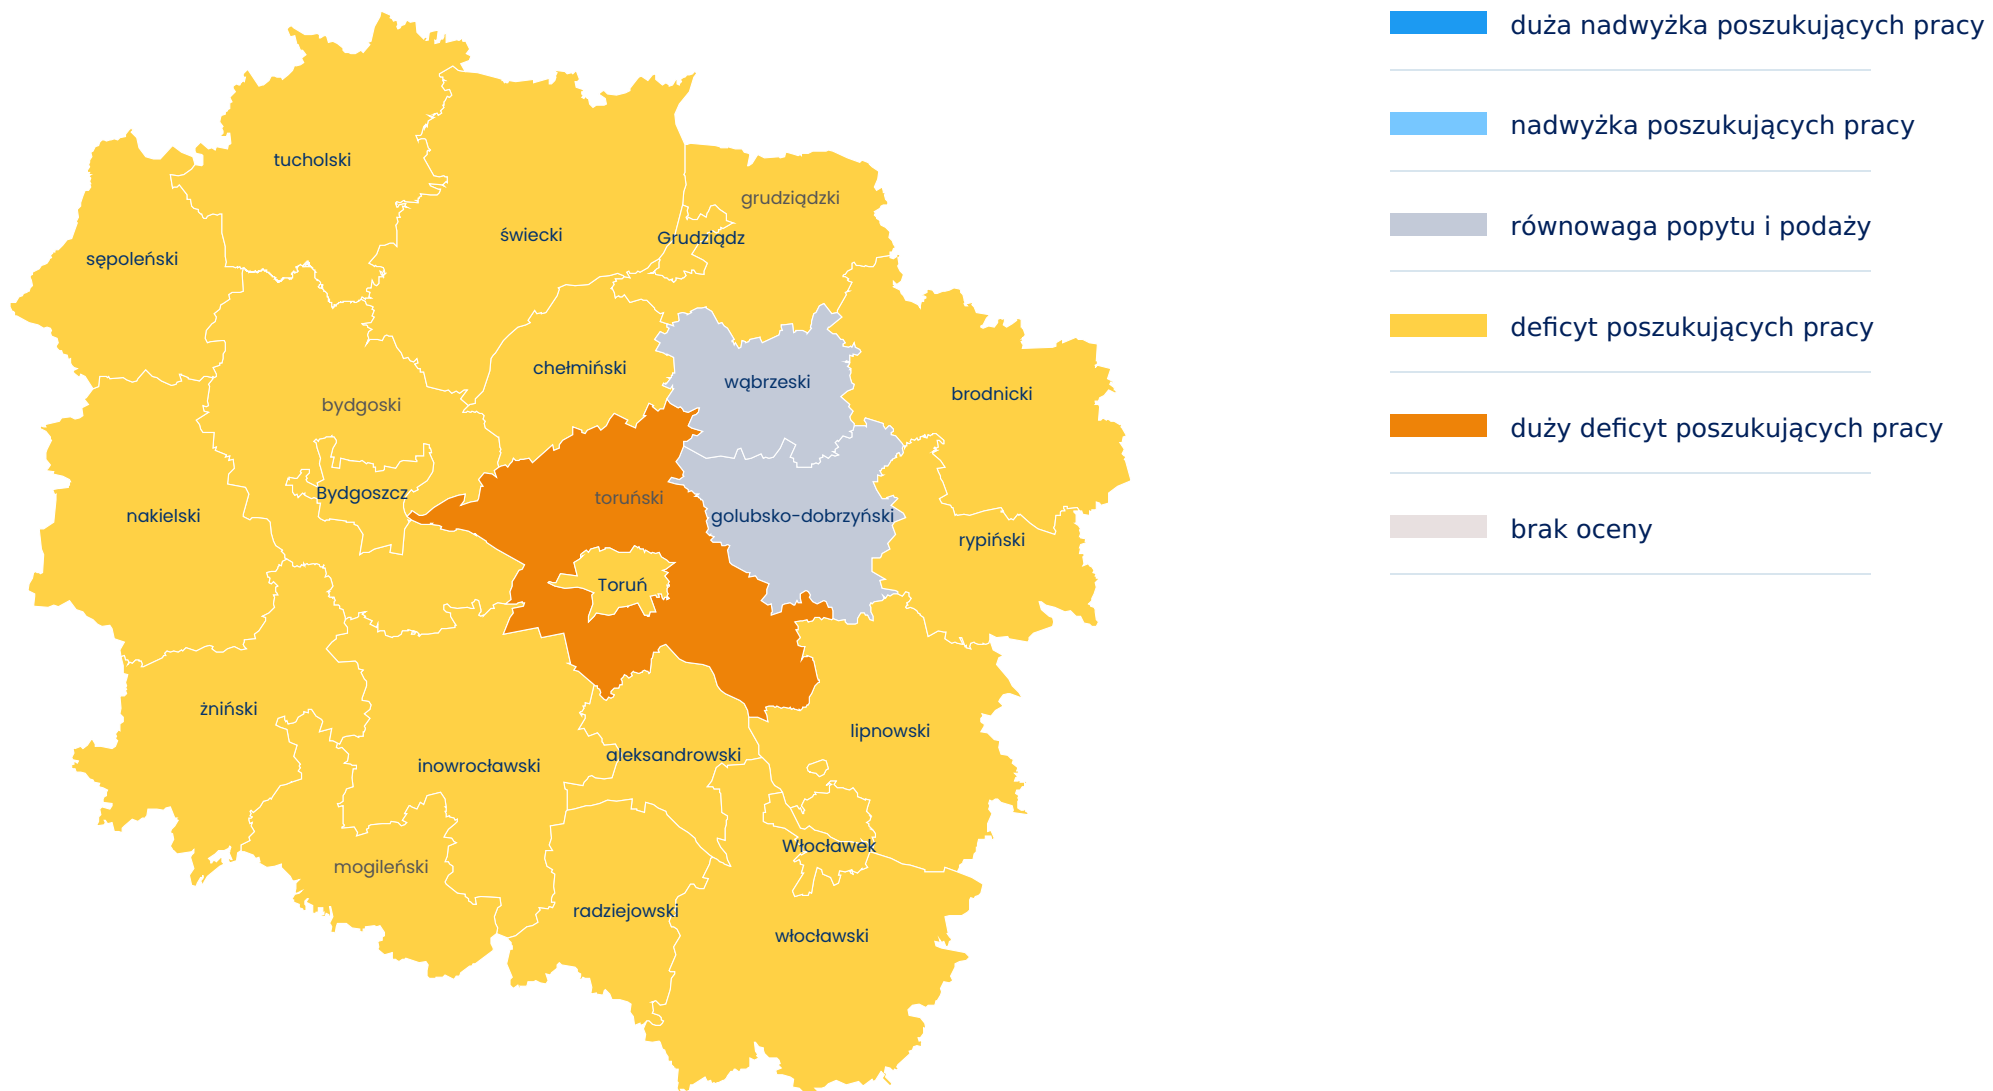 duża nadwyżka poszukujących pracy
nadwyżka poszukujących pracy
równowaga popytu i podaży
deficyt poszukujących pracy
duży deficyt poszukujących pracy
brak oceny
tucholski
grudziądzki
świecki
Grudziądz
sępoleński
chełmiński
wąbrzeski
brodnicki
bydgoski
Bydgoszcz
toruński
nakielski
golubsko-dobrzyński
rypiński
Toruń
żniński
lipnowski
aleksandrowski
inowrocławski
Włocławek
mogileński
radziejowski
włocławski